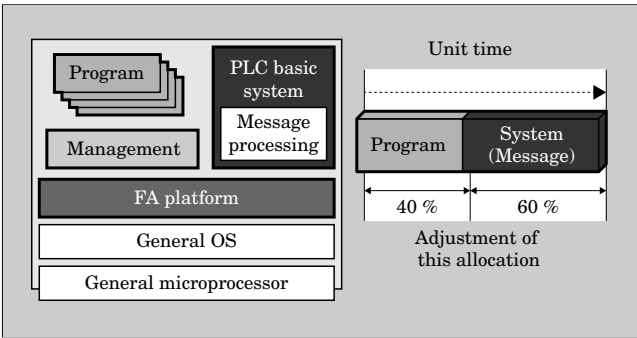 Program
Management
PLC basic
system
Message
processing
FA platform
General OS
General microprocessor
Unit time
Program
System
(Message)
40 %
60 %
Adjustment of
this allocation